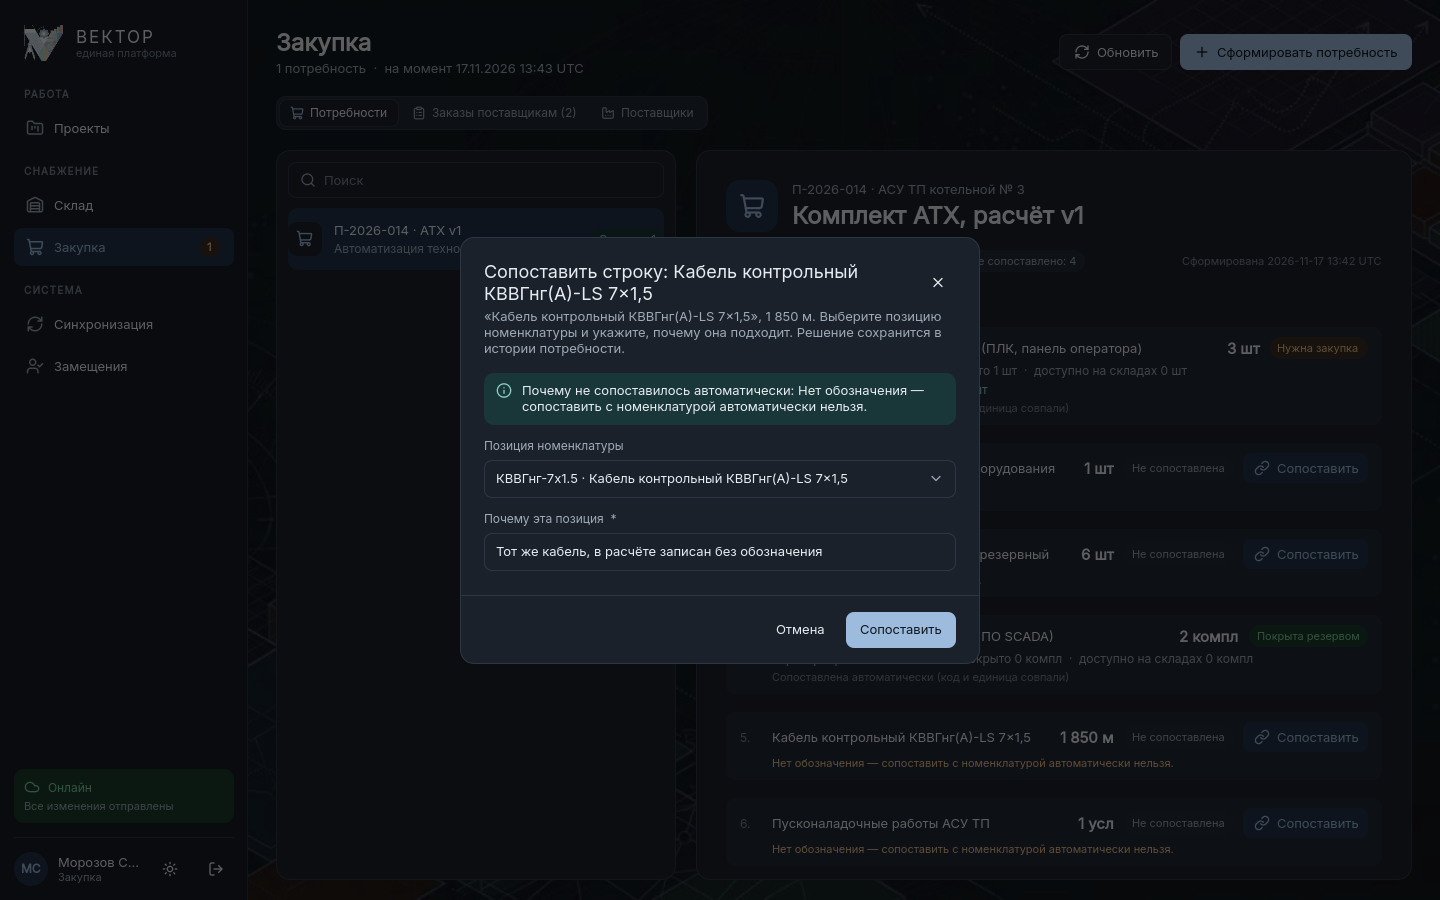 ВЕКТОР
единая платформа
РАБОТА
Проекты
СНАБЖЕНИЕ
Склад
Закупка
1
СИСТЕМА
Синхронизация
Замещения
Онлайн
Все изменения отправлены
МС
Морозов С...
Закупка
Закупка
1 потребность · на момент 17.11.2026 13:43 UTC
Обновить
Сформировать потребность
Потребности
Заказы поставщикам (2)
Поставщики
Поиск
П-2026-014 · АТХ v1
Автоматизация техно
П-2026-014 · АСУ ТП котельной № 3
Комплект АТХ, расчёт v1
е сопоставлено: 4
Сформирована 2026-11-17 13:42 UTC
(ПЛК, панель оператора)
3 шт
Нужна закупка
то 1 шт · доступно на складах 0 шт
шт
диница совпали)
орудования
1 шт
Не сопоставлена
Сопоставить
резервный
6 шт
Не сопоставлена
Сопоставить
ПО SCADA)
2 компл
Покрыта резервом
крыто 0 компл · доступно на складах 0 компл
Сопоставлена автоматически (код и единица совпали)
5.
Кабель контрольный КВВГнг(А)-LS 7×1,5
1 850 м
Не сопоставлена
Сопоставить
Нет обозначения — сопоставить с номенклатурой автоматически нельзя.
6.
Пусконаладочные работы АСУ ТП
1 усл
Не сопоставлена
Сопоставить
Нет обозначения — сопоставить с номенклатурой автоматически нельзя.
Сопоставить строку: Кабель контрольный
КВВГнг(А)-LS 7×1,5
«Кабель контрольный КВВГнг(А)-LS 7×1,5», 1 850 м. Выберите позицию
номенклатуры и укажите, почему она подходит. Решение сохранится в
истории потребности.
Почему не сопоставилось автоматически: Нет обозначения —
сопоставить с номенклатурой автоматически нельзя.
Позиция номенклатуры
КВВГнг-7х1.5 · Кабель контрольный КВВГнг(А)-LS 7×1,5
Почему эта позиция *
Тот же кабель, в расчёте записан без обозначения
Отмена
Сопоставить